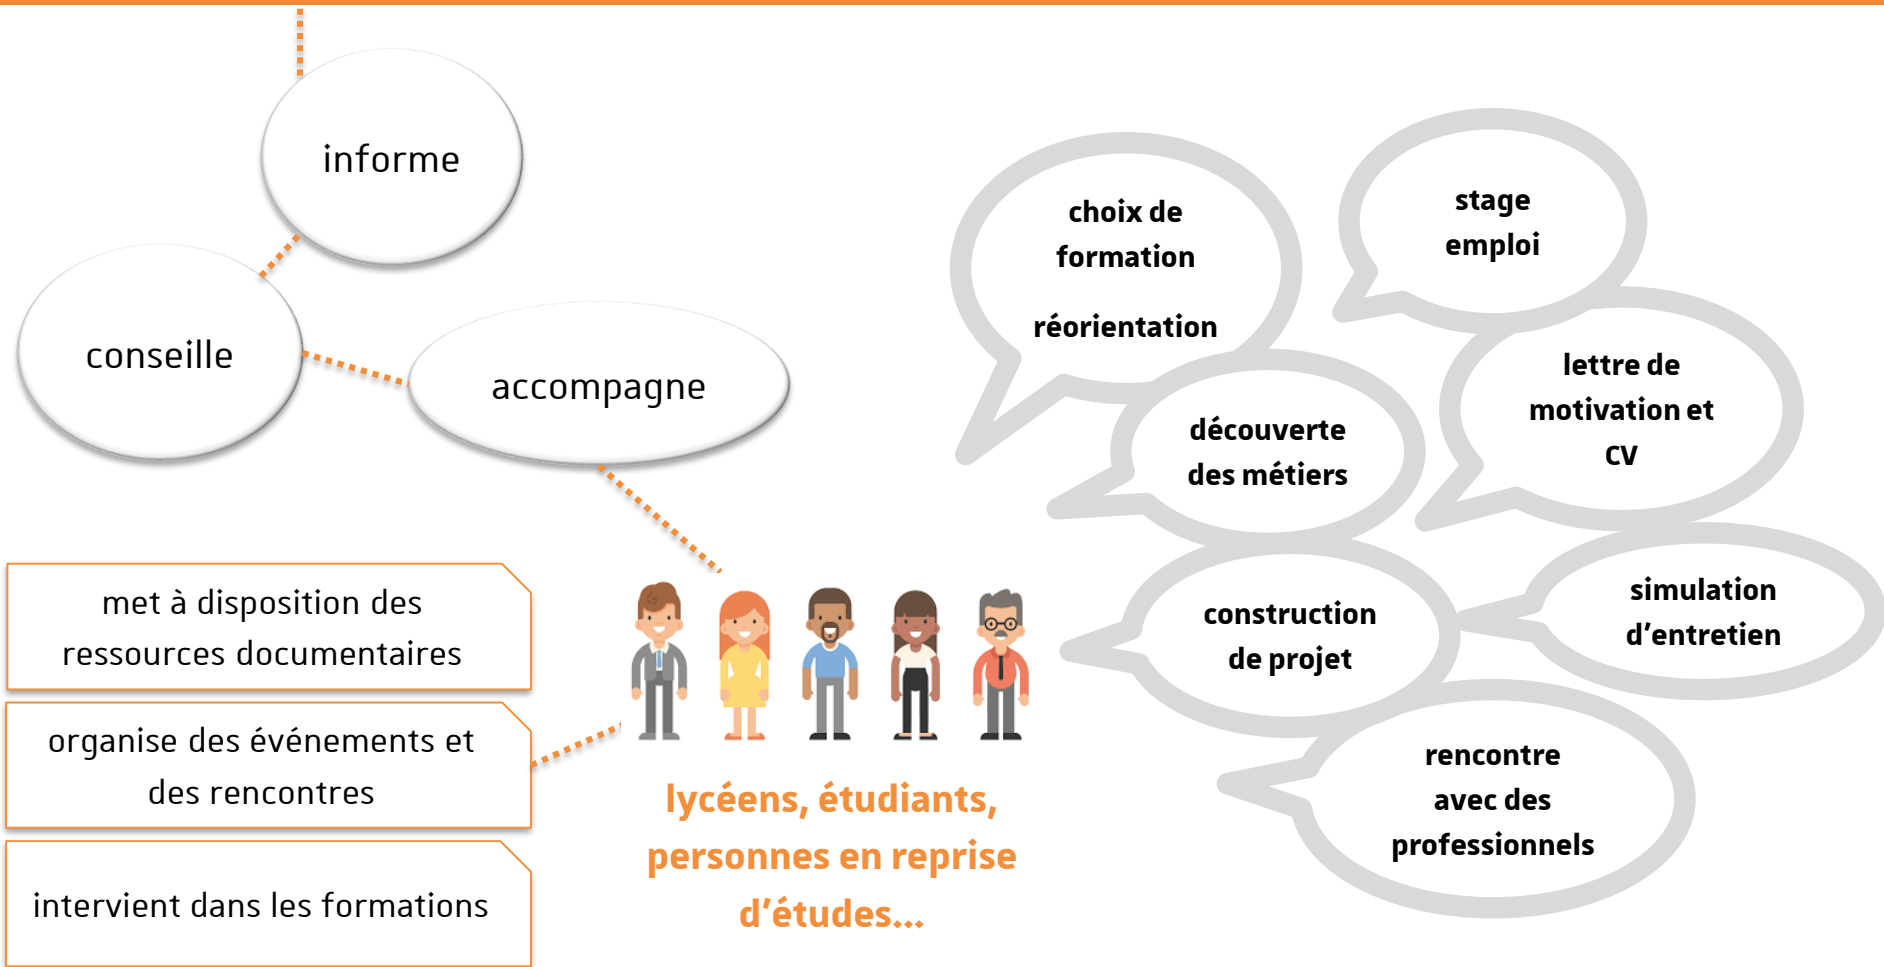 informe
conseille
accompagne
met à disposition des
ressources documentaires
organise des événements et
des rencontres
intervient dans les formations
lycéens, étudiants,
personnes en reprise
d’études...
choix de
formation
réorientation
stage
emploi
découverte
des métiers
lettre de
motivation et
CV
construction
de projet
simulation
d’entretien
rencontre
avec des
professionnels